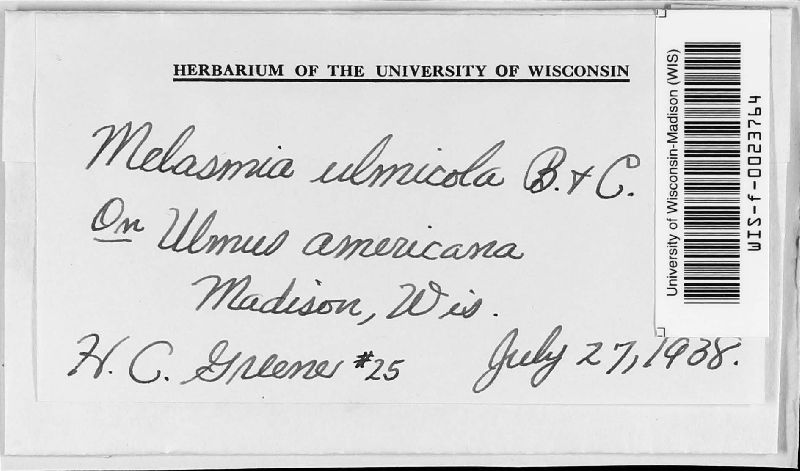 HERBARIUM OF THE UNIVERSITY OF WISCONSIN
Melasmia ulmicola B. & C.
On Ulmus americana
Madison, Wis.
H. C. Greene #25 July 27, 1938.
University of Wisconsin-Madison (WIS)
WIS-f-0023764